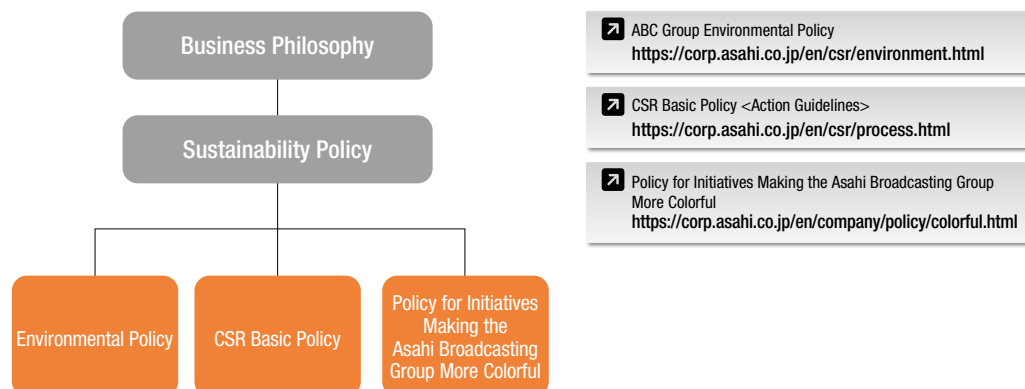 Business Philosophy
Sustainability Policy
Environmental Policy
CSR Basic Policy
Policy for Initiatives
Making the
Asahi Broadcasting
Group More Colorful
ABC Group Environmental Policy
https://corp.asahi.co.jp/en/csr/environment.html
CSR Basic Policy <Action Guidelines>
https://corp.asahi.co.jp/en/csr/process.html
Policy for Initiatives Making the Asahi Broadcasting Group
More Colorful
https://corp.asahi.co.jp/en/company/policy/colorful.html